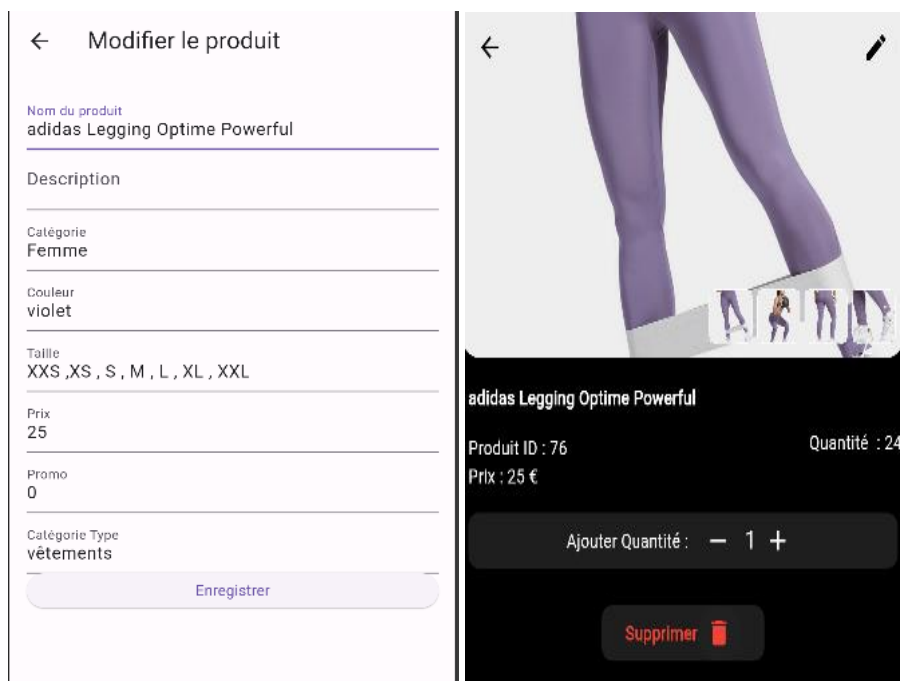 Modifier le produit
Nom du produit
adidas Legging Optime Powerful
Description
Catégorie
Femme
Couleur
violet
Taille
XXS ,XS , S , M , L , XL , XXL
Prix
25
Promo
0
Catégorie Type
vêtements
Enregistrer
adidas Legging Optime Powerful
Produit ID : 76
Quantité : 24
Prix : 25 €
Ajouter Quantité : − 1 +
Supprimer